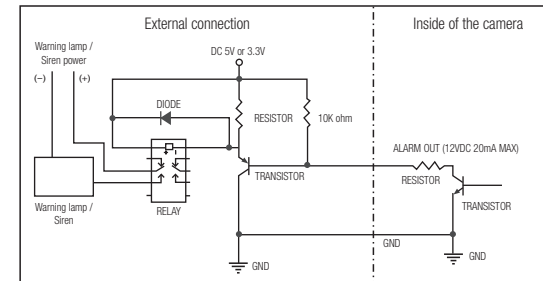 External connection
Inside of the camera
Warning lamp /
Siren power
(−)
(+)
DC 5V or 3.3V
DIODE
RESISTOR
10K ohm
ALARM OUT (12VDC 20mA MAX)
RESISTOR
TRANSISTOR
TRANSISTOR
Warning lamp /
Siren
RELAY
GND
GND
GND